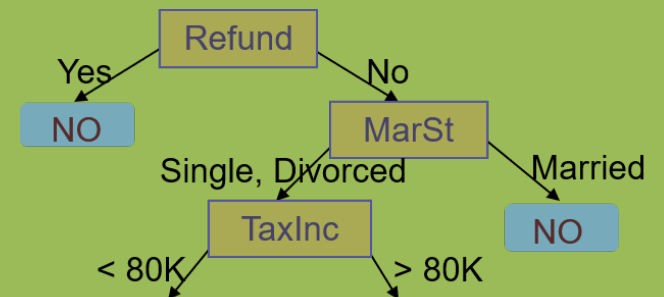 Refund
Yes
No
NO
MarSt
Single, Divorced
Married
TaxInc
NO
< 80K
> 80K